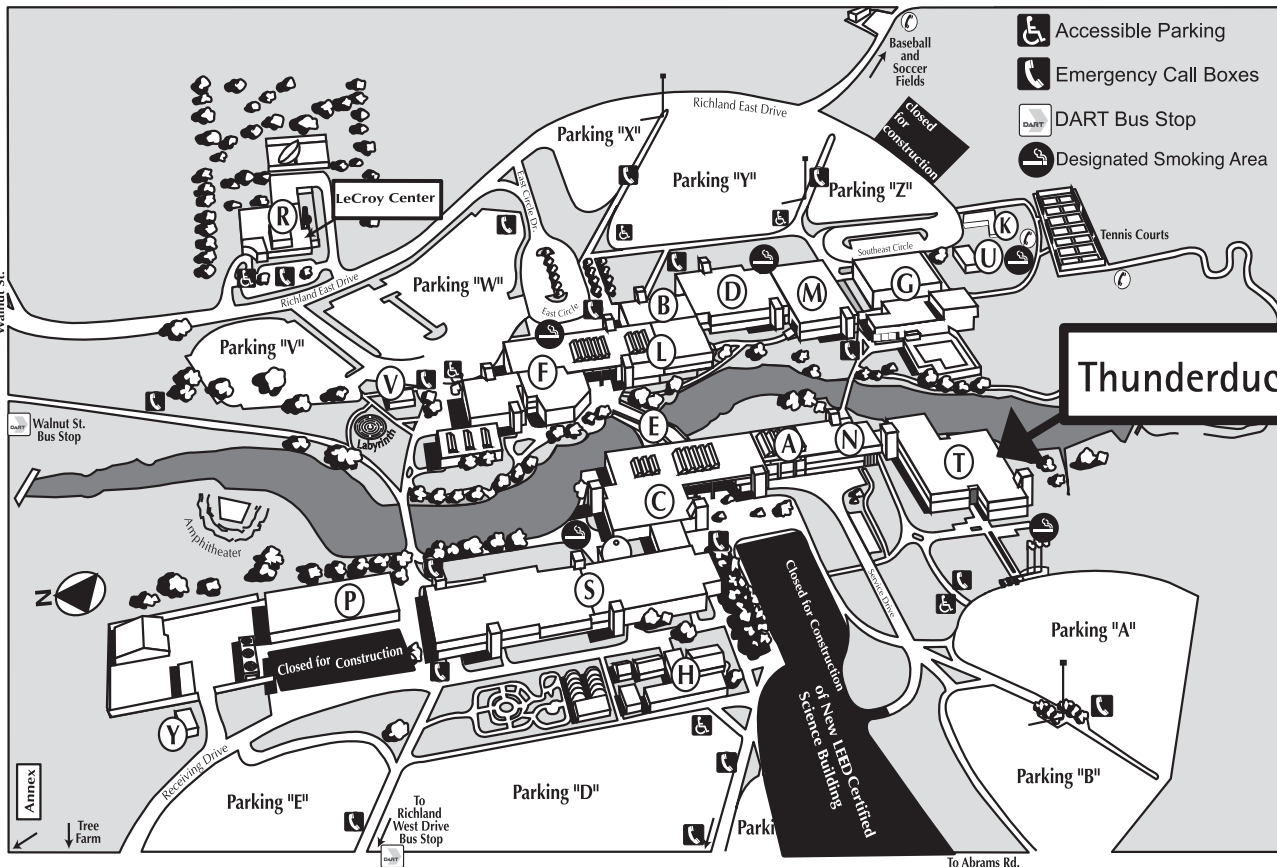 Accessible Parking
Emergency Call Boxes
DART
DART Bus Stop
Designated Smoking Area
Baseball
and
Soccer
Fields
Richland East Drive
closed
for
construction
Parking "X"
Parking "Y"
Parking "Z"
East Circle Dr.
LeCroy Center
R
K
U
Tennis Courts
Southeast Circle
Walnut St.
Richland East Drive
Parking "W"
East Circle
B
D
M
G
Parking "V"
L
F
V
Thunderduc
DART
Walnut St.
Bus Stop
Labyrinth
E
A
N
T
Amphitheater
C
N
P
S
Closed for Construction
Service Drive
Parking "A"
Closed for Construction
of New LEED Certified
Science Building
H
Y
Receiving Drive
Parking "B"
Annex
Tree
Farm
Parking "E"
To
Richland
West Drive
Bus Stop
DART
Parking "D"
Parki
To Abrams Rd.